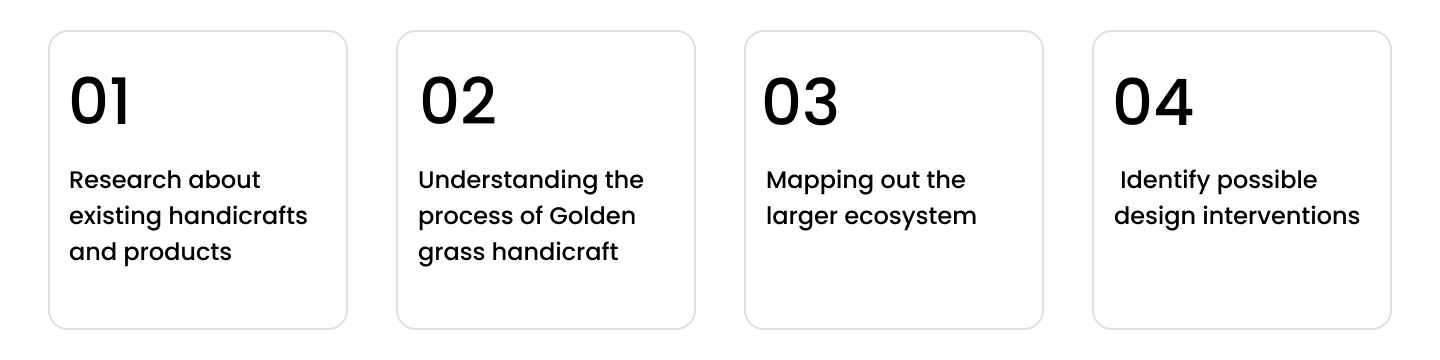 01
Research about
existing handicrafts
and products
02
Understanding the
process of Golden
grass handicraft
03
Mapping out the
larger ecosystem
04
Identify possible
design interventions